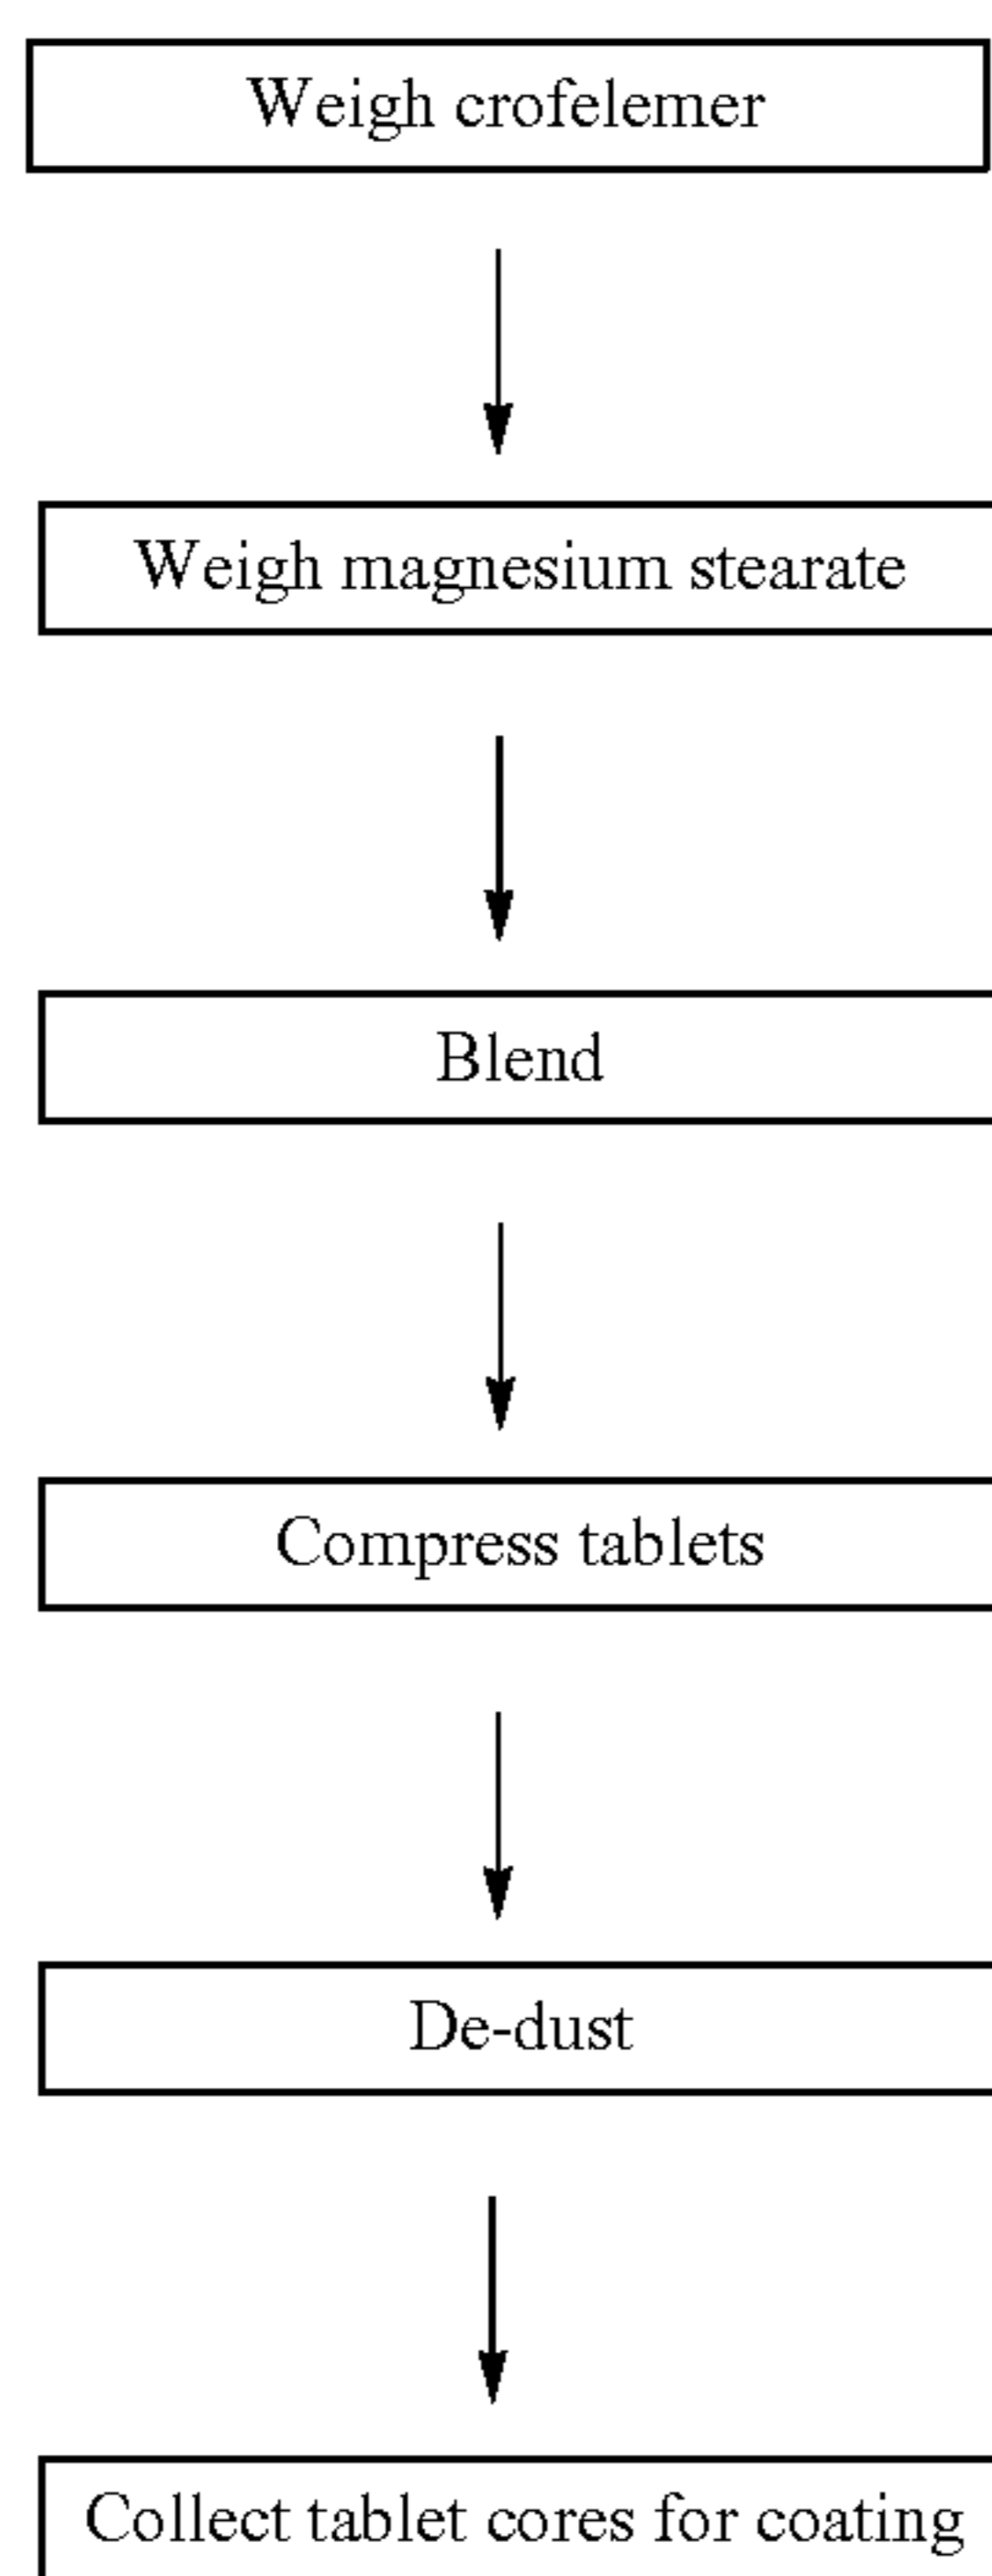 Weigh crofelemer
Weigh magnesium stearate
Blend
Compress tablets
De-dust
Collect tablet cores for coating